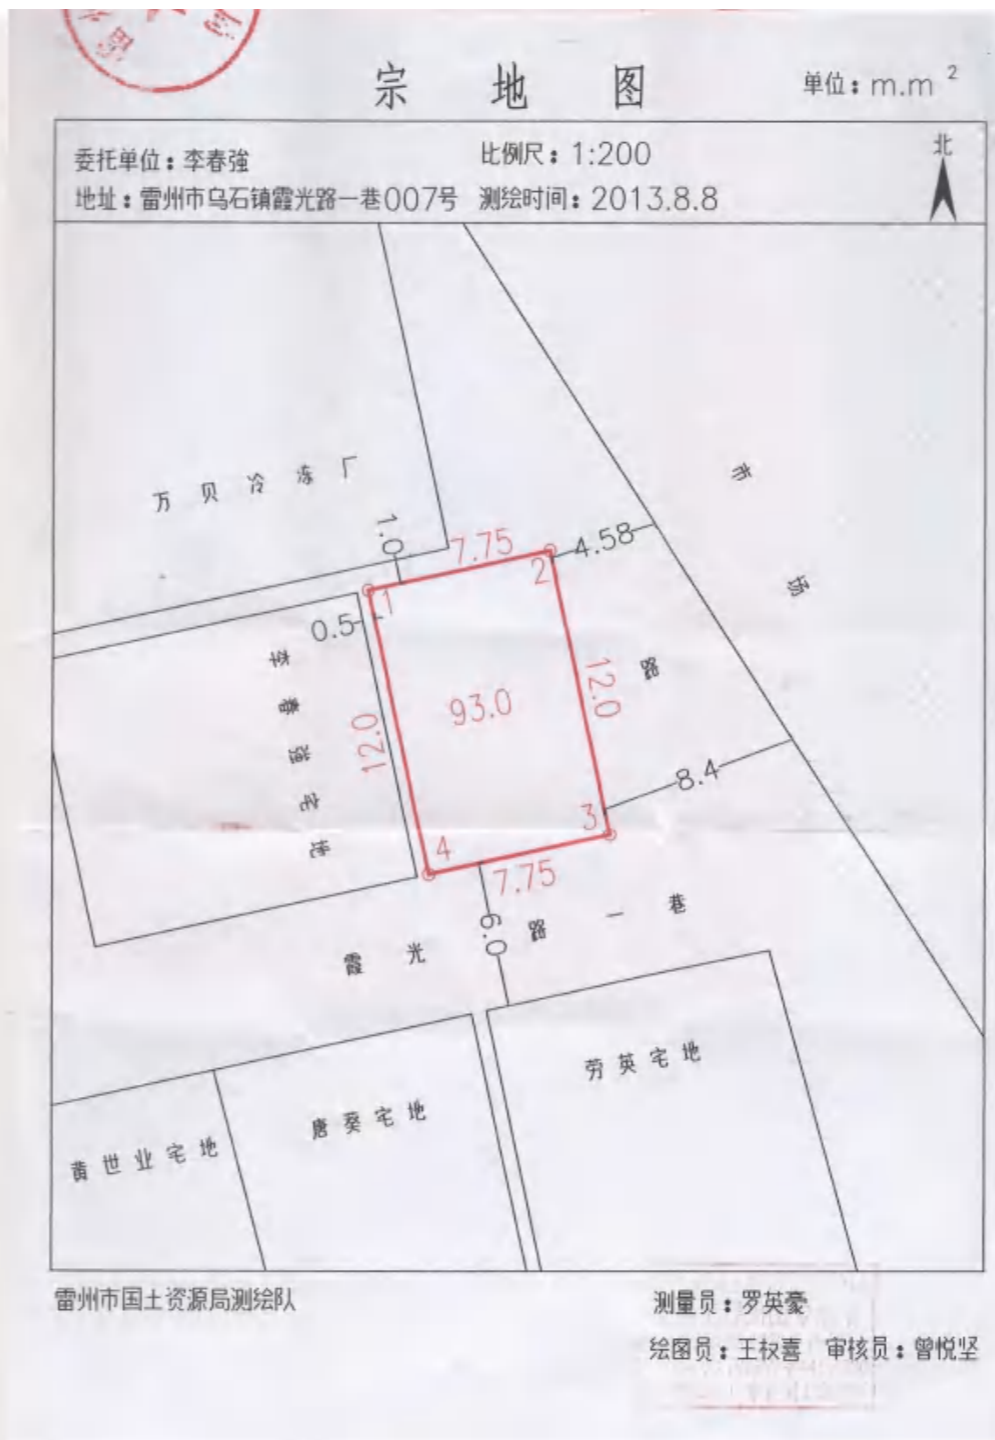 宗地图
单位：m.m²
委托单位：李春強
比例尺：1:200
北
地址：雷州市乌石镇霞光路一巷007号
测绘时间：2013.8.8
万贝冷冻厂
市场
1.0
7.75
4.58
1
2
0.5
李春强宅地
12.0
93.0
12.0
路
8.4
3
4
7.75
6.0
霞光路一巷
劳英宅地
唐葵宅地
黄世业宅地
雷州市国土资源局测绘队
测量员：罗英豪
绘图员：王权喜 审核员：曾悦坚